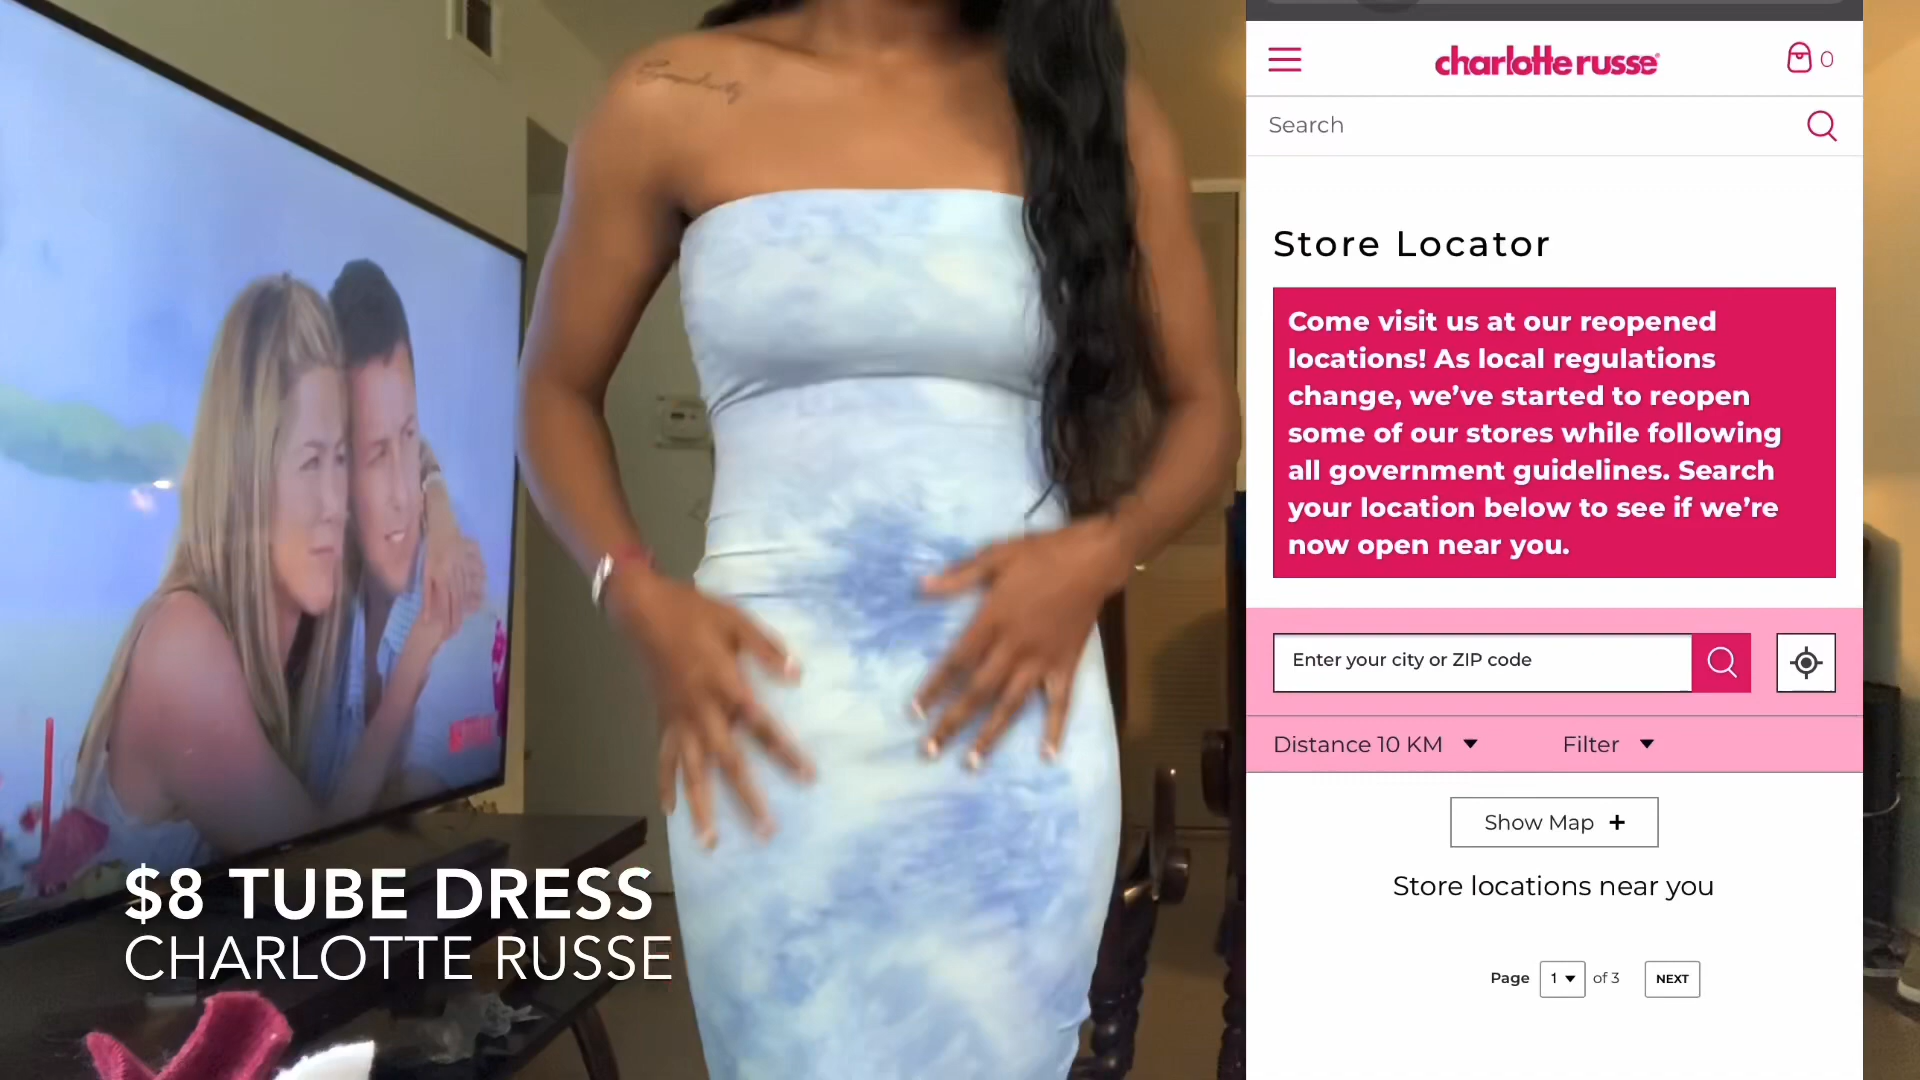 charlotte russe
0
Search
Store Locator
Come visit us at our reopened
locations! As local regulations
change, we've started to reopen
some of our stores while following
all government guidelines. Search
your location below to see if we're
now open near you.
Enter your city or ZIP code
Distance 10 KM
Filter
Show Map +
Store locations near you
Page 1 of 3 NEXT
$8 TUBE DRESS
CHARLOTTE RUSSE